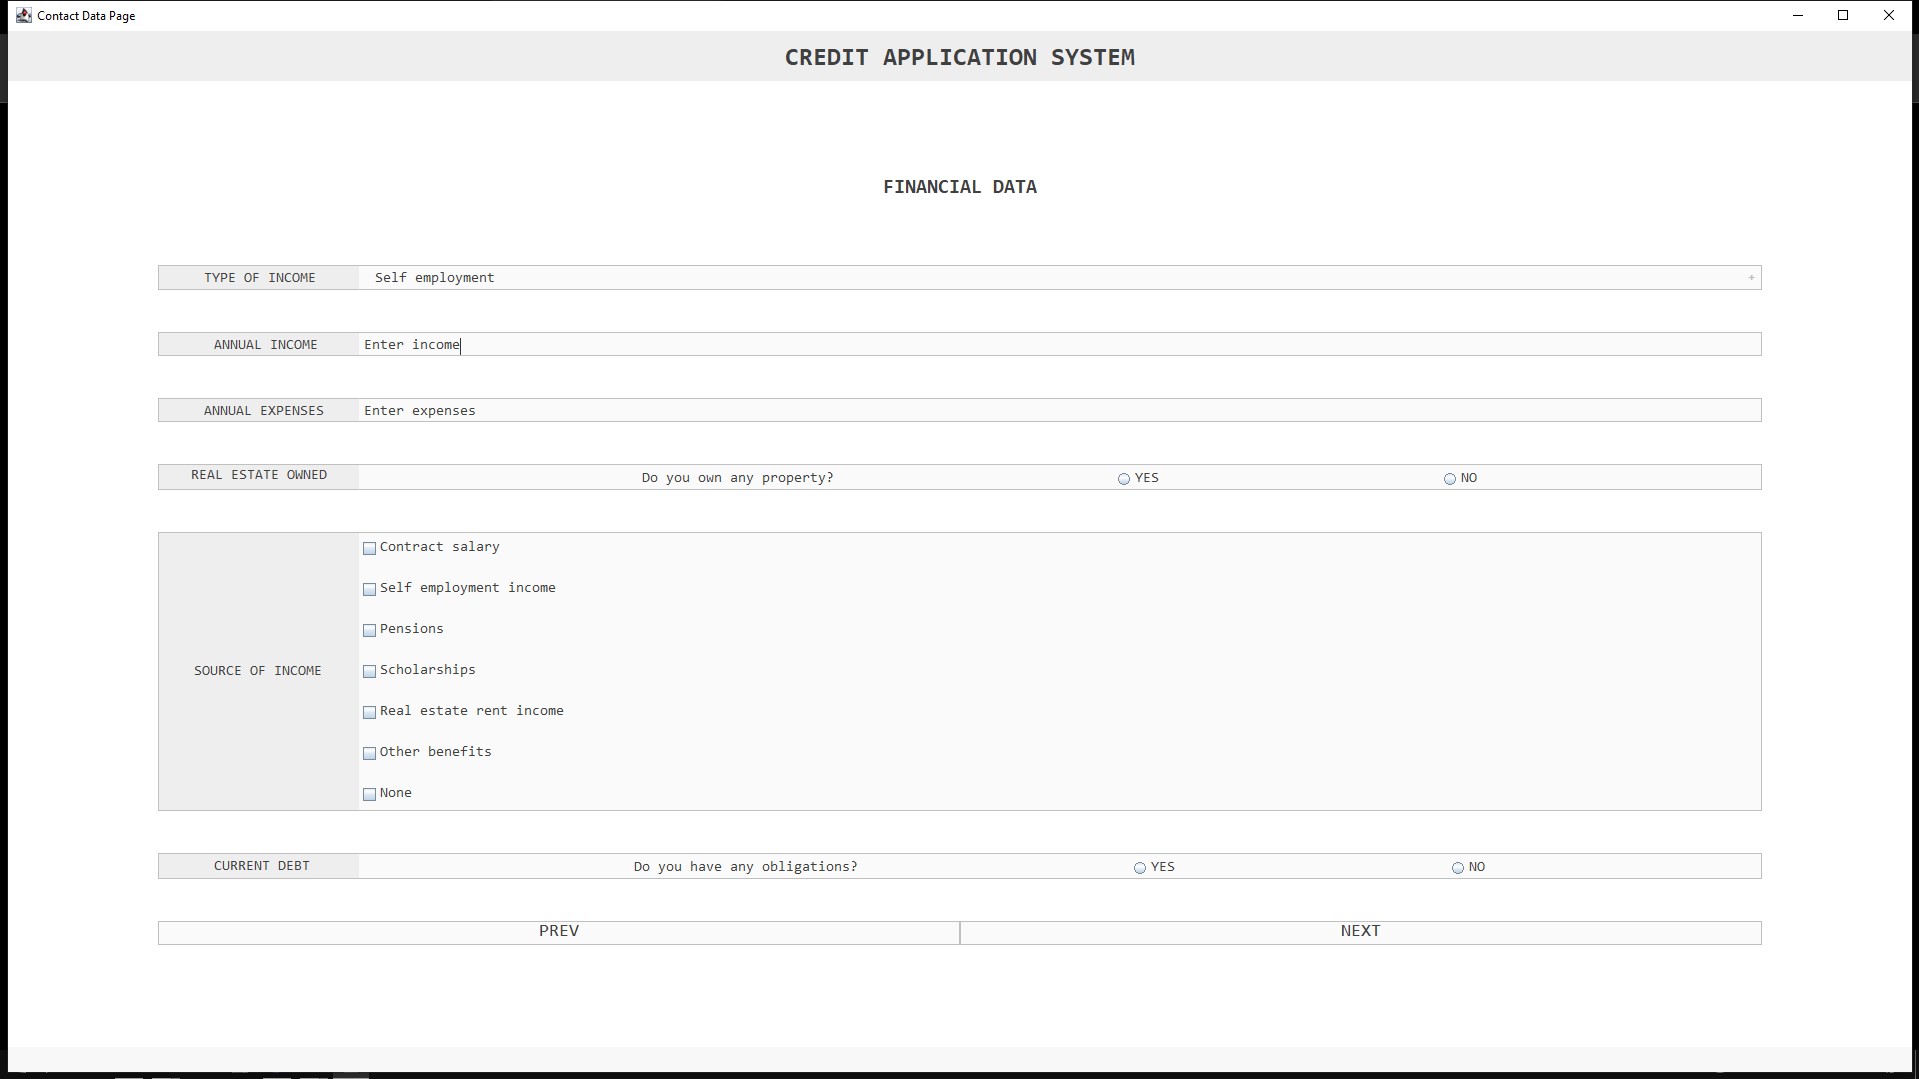 Contact Data Page
CREDIT APPLICATION SYSTEM
FINANCIAL DATA
TYPE OF INCOME Self employment
ANNUAL INCOME Enter income
ANNUAL EXPENSES Enter expenses
REAL ESTATE OWNED Do you own any property? YES NO
Contract salary
Self employment income
Pensions
SOURCE OF INCOME Scholarships
Real estate rent income
Other benefits
None
CURRENT DEBT Do you have any obligations? YES NO
PREV NEXT